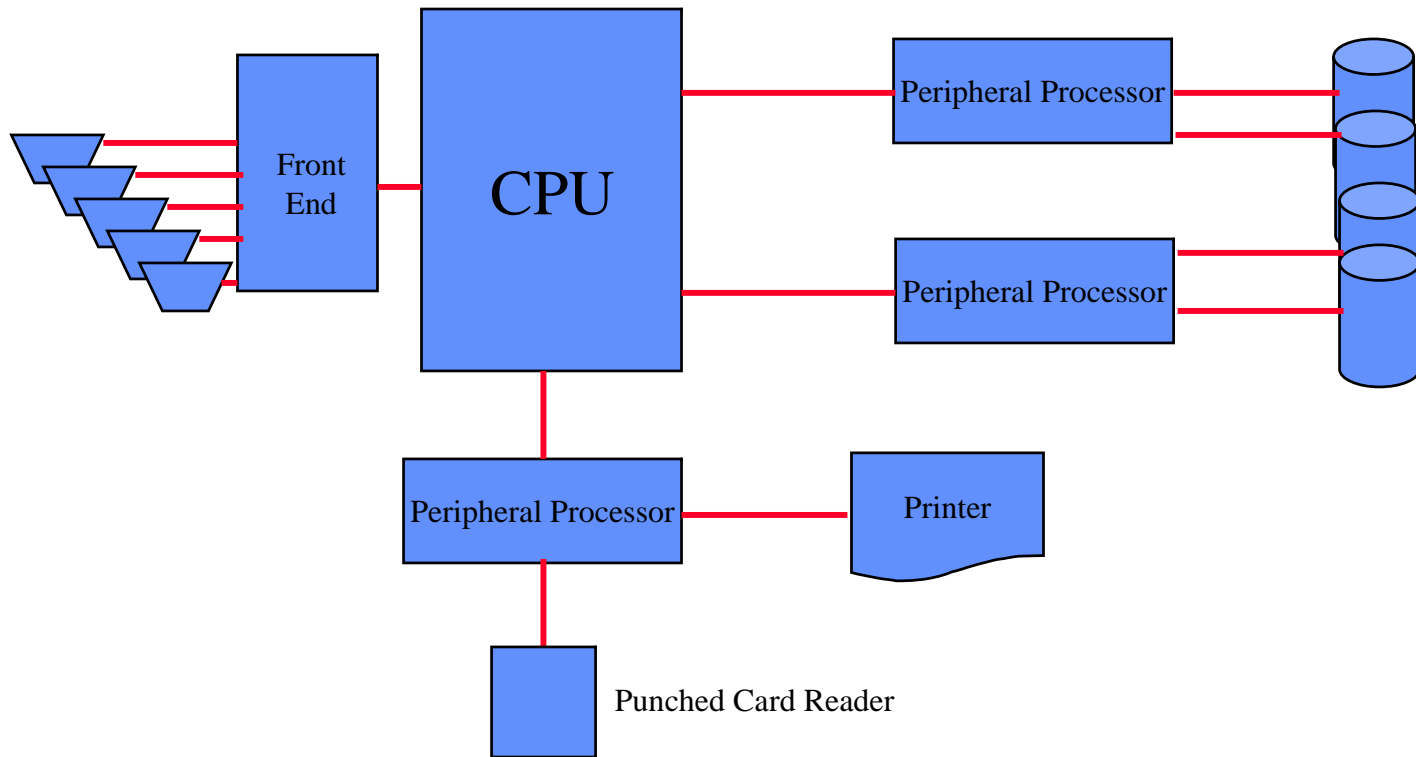 Peripheral Processor
Front
End
CPU
Peripheral Processor
Peripheral Processor
Printer
Punched Card Reader